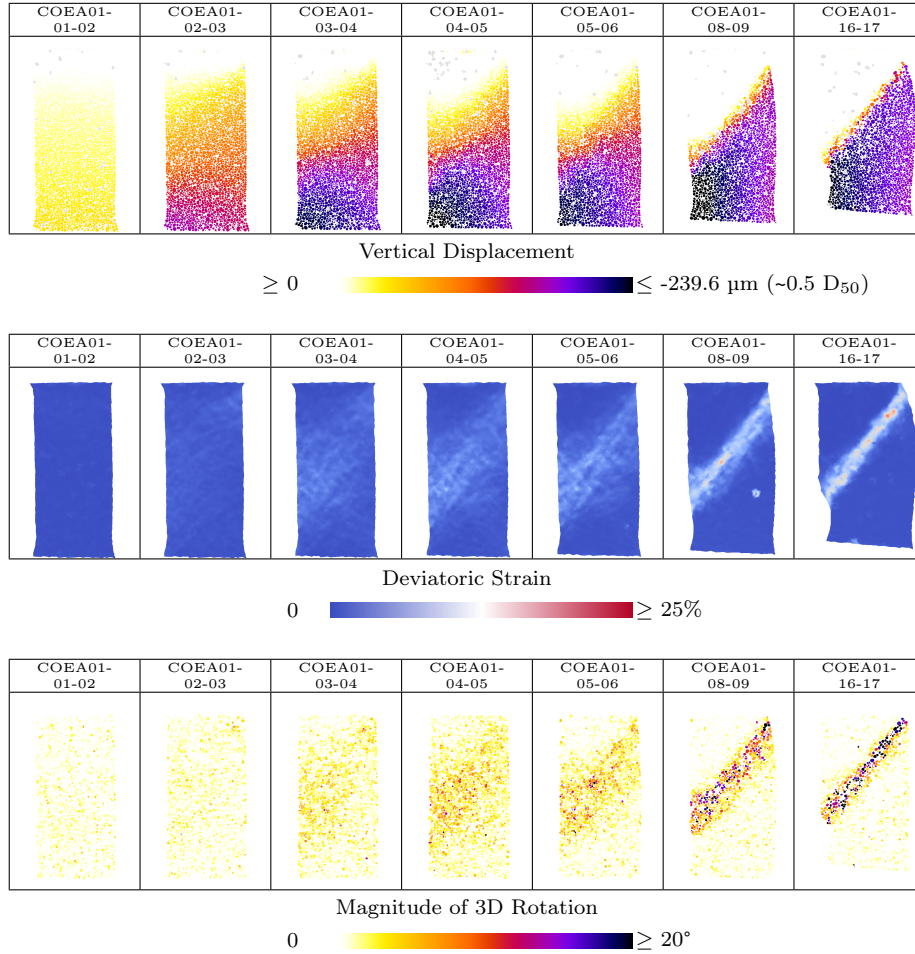 COEA01-01-02 COEA01-02-03 COEA01-03-04 COEA01-04-05 COEA01-05-06 COEA01-08-09 COEA01-16-17
Vertical Displacement
≥ 0 ≤ -239.6 µm (~0.5 D₅₀)
COEA01-01-02 COEA01-02-03 COEA01-03-04 COEA01-04-05 COEA01-05-06 COEA01-08-09 COEA01-16-17
Deviatoric Strain
0 ≥ 25%
COEA01-01-02 COEA01-02-03 COEA01-03-04 COEA01-04-05 COEA01-05-06 COEA01-08-09 COEA01-16-17
Magnitude of 3D Rotation
0 ≥ 20°